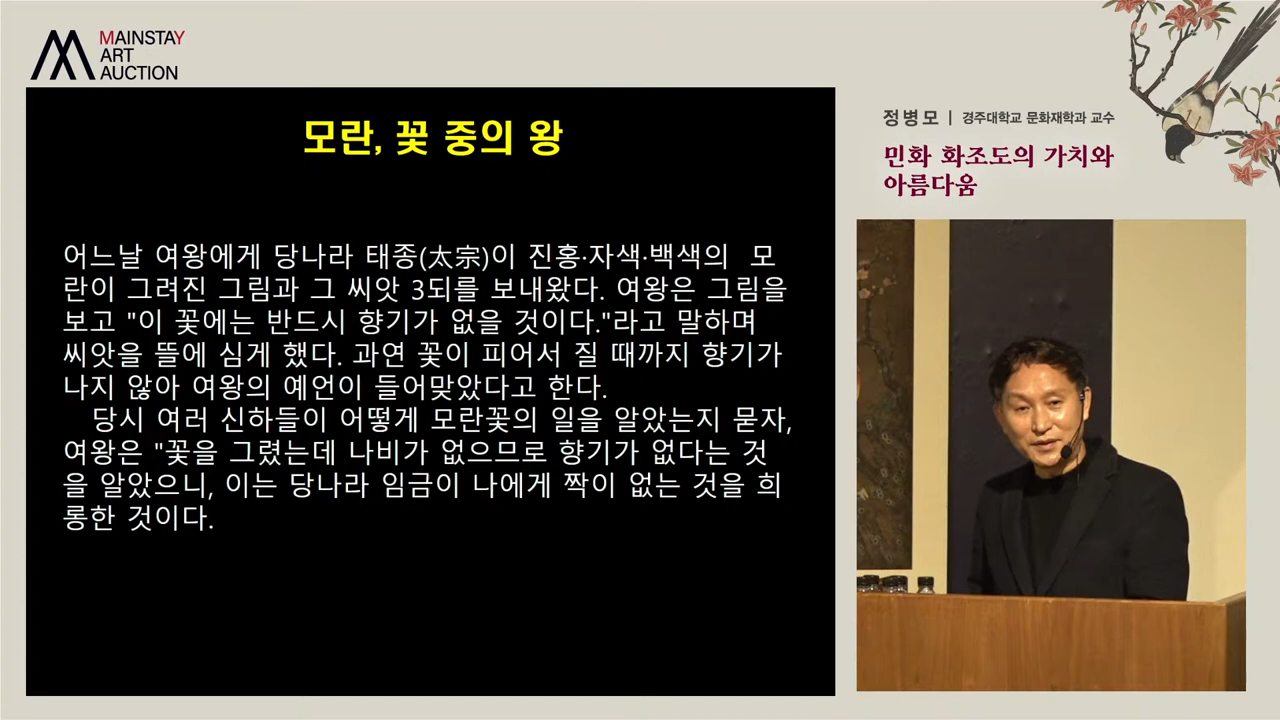 MAINSTAY
ART
AUCTION
모란, 꽃 중의 왕
어느날 여왕에게 당나라 태종(太宗)이 진홍·자색·백색의 모
란이 그려진 그림과 그 씨앗 3되를 보내왔다. 여왕은 그림을
보고 "이 꽃에는 반드시 향기가 없을 것이다."라고 말하며
씨앗을 뜰에 심게 했다. 과연 꽃이 피어서 질 때까지 향기가
나지 않아 여왕의 예언이 들어맞았다고 한다.
당시 여러 신하들이 어떻게 모란꽃의 일을 알았는지 묻자,
여왕은 "꽃을 그렸는데 나비가 없으므로 향기가 없다는 것
을 알았으니, 이는 당나라 임금이 나에게 짝이 없는 것을 희
롱한 것이다.
정병모 | 경주대학교 문화재학과 교수
민화 화조도의 가치와
아름다움